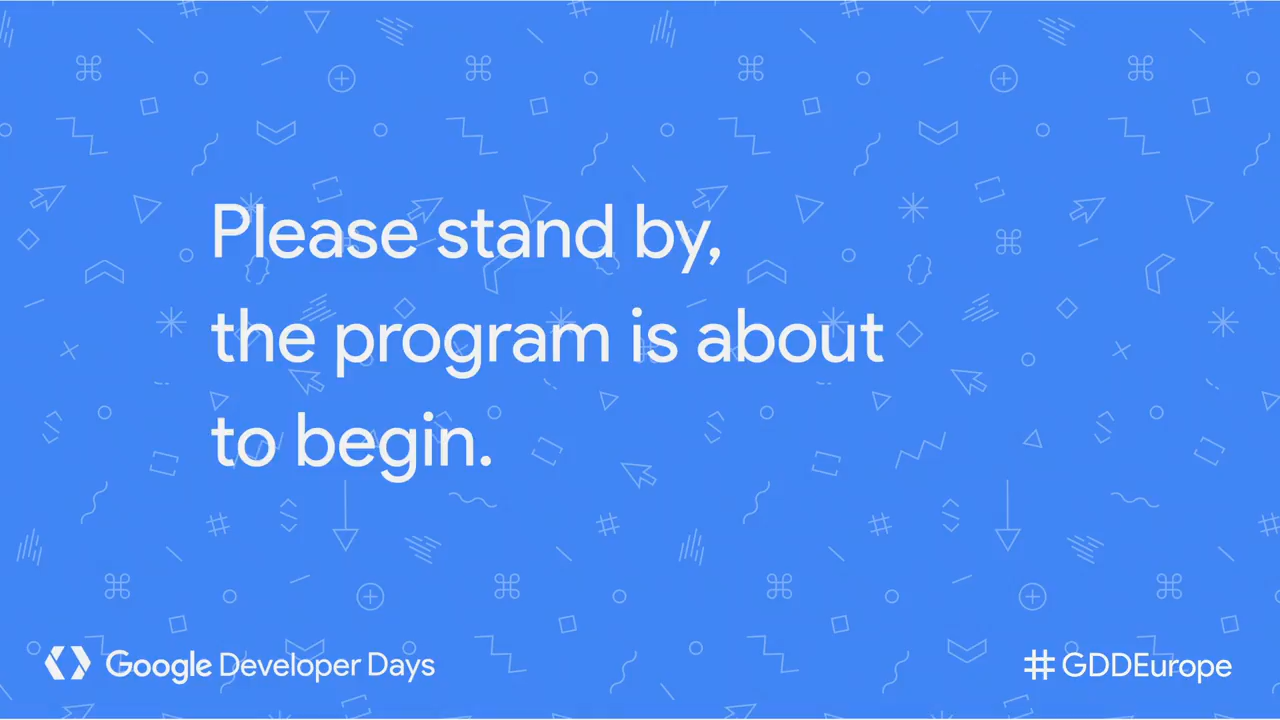 Please stand by,
the program is about
to begin.
Google Developer Days
#GDDEurope